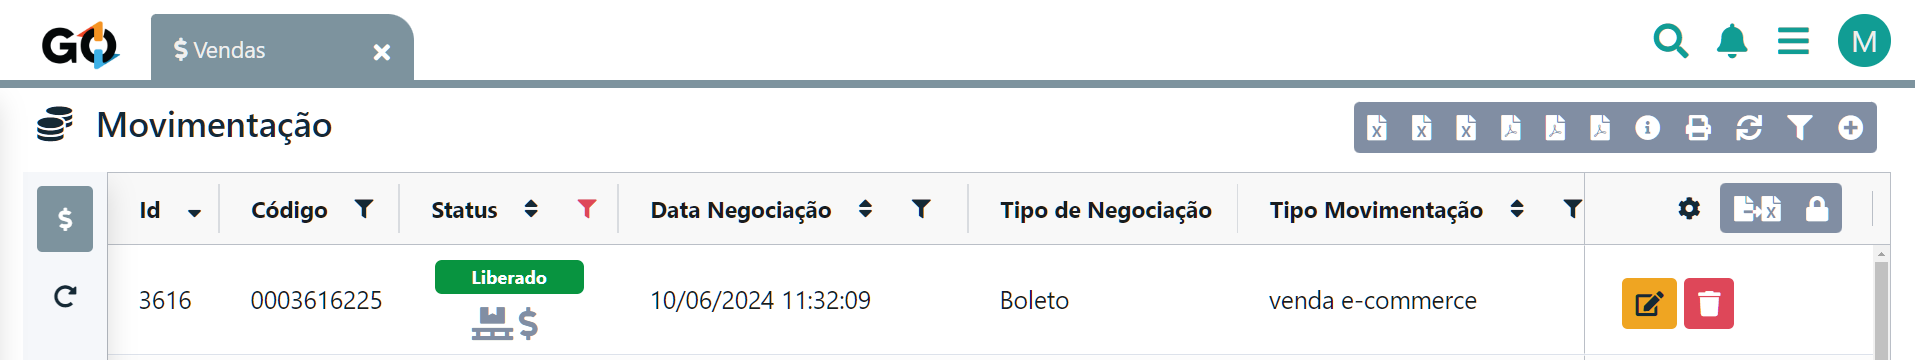 GO
$ Vendas
M
Movimentação
Id
Código
Status
Data Negociação
Tipo de Negociação
Tipo Movimentação
3616
0003616225
Liberado
10/06/2024 11:32:09
Boleto
venda e-commerce